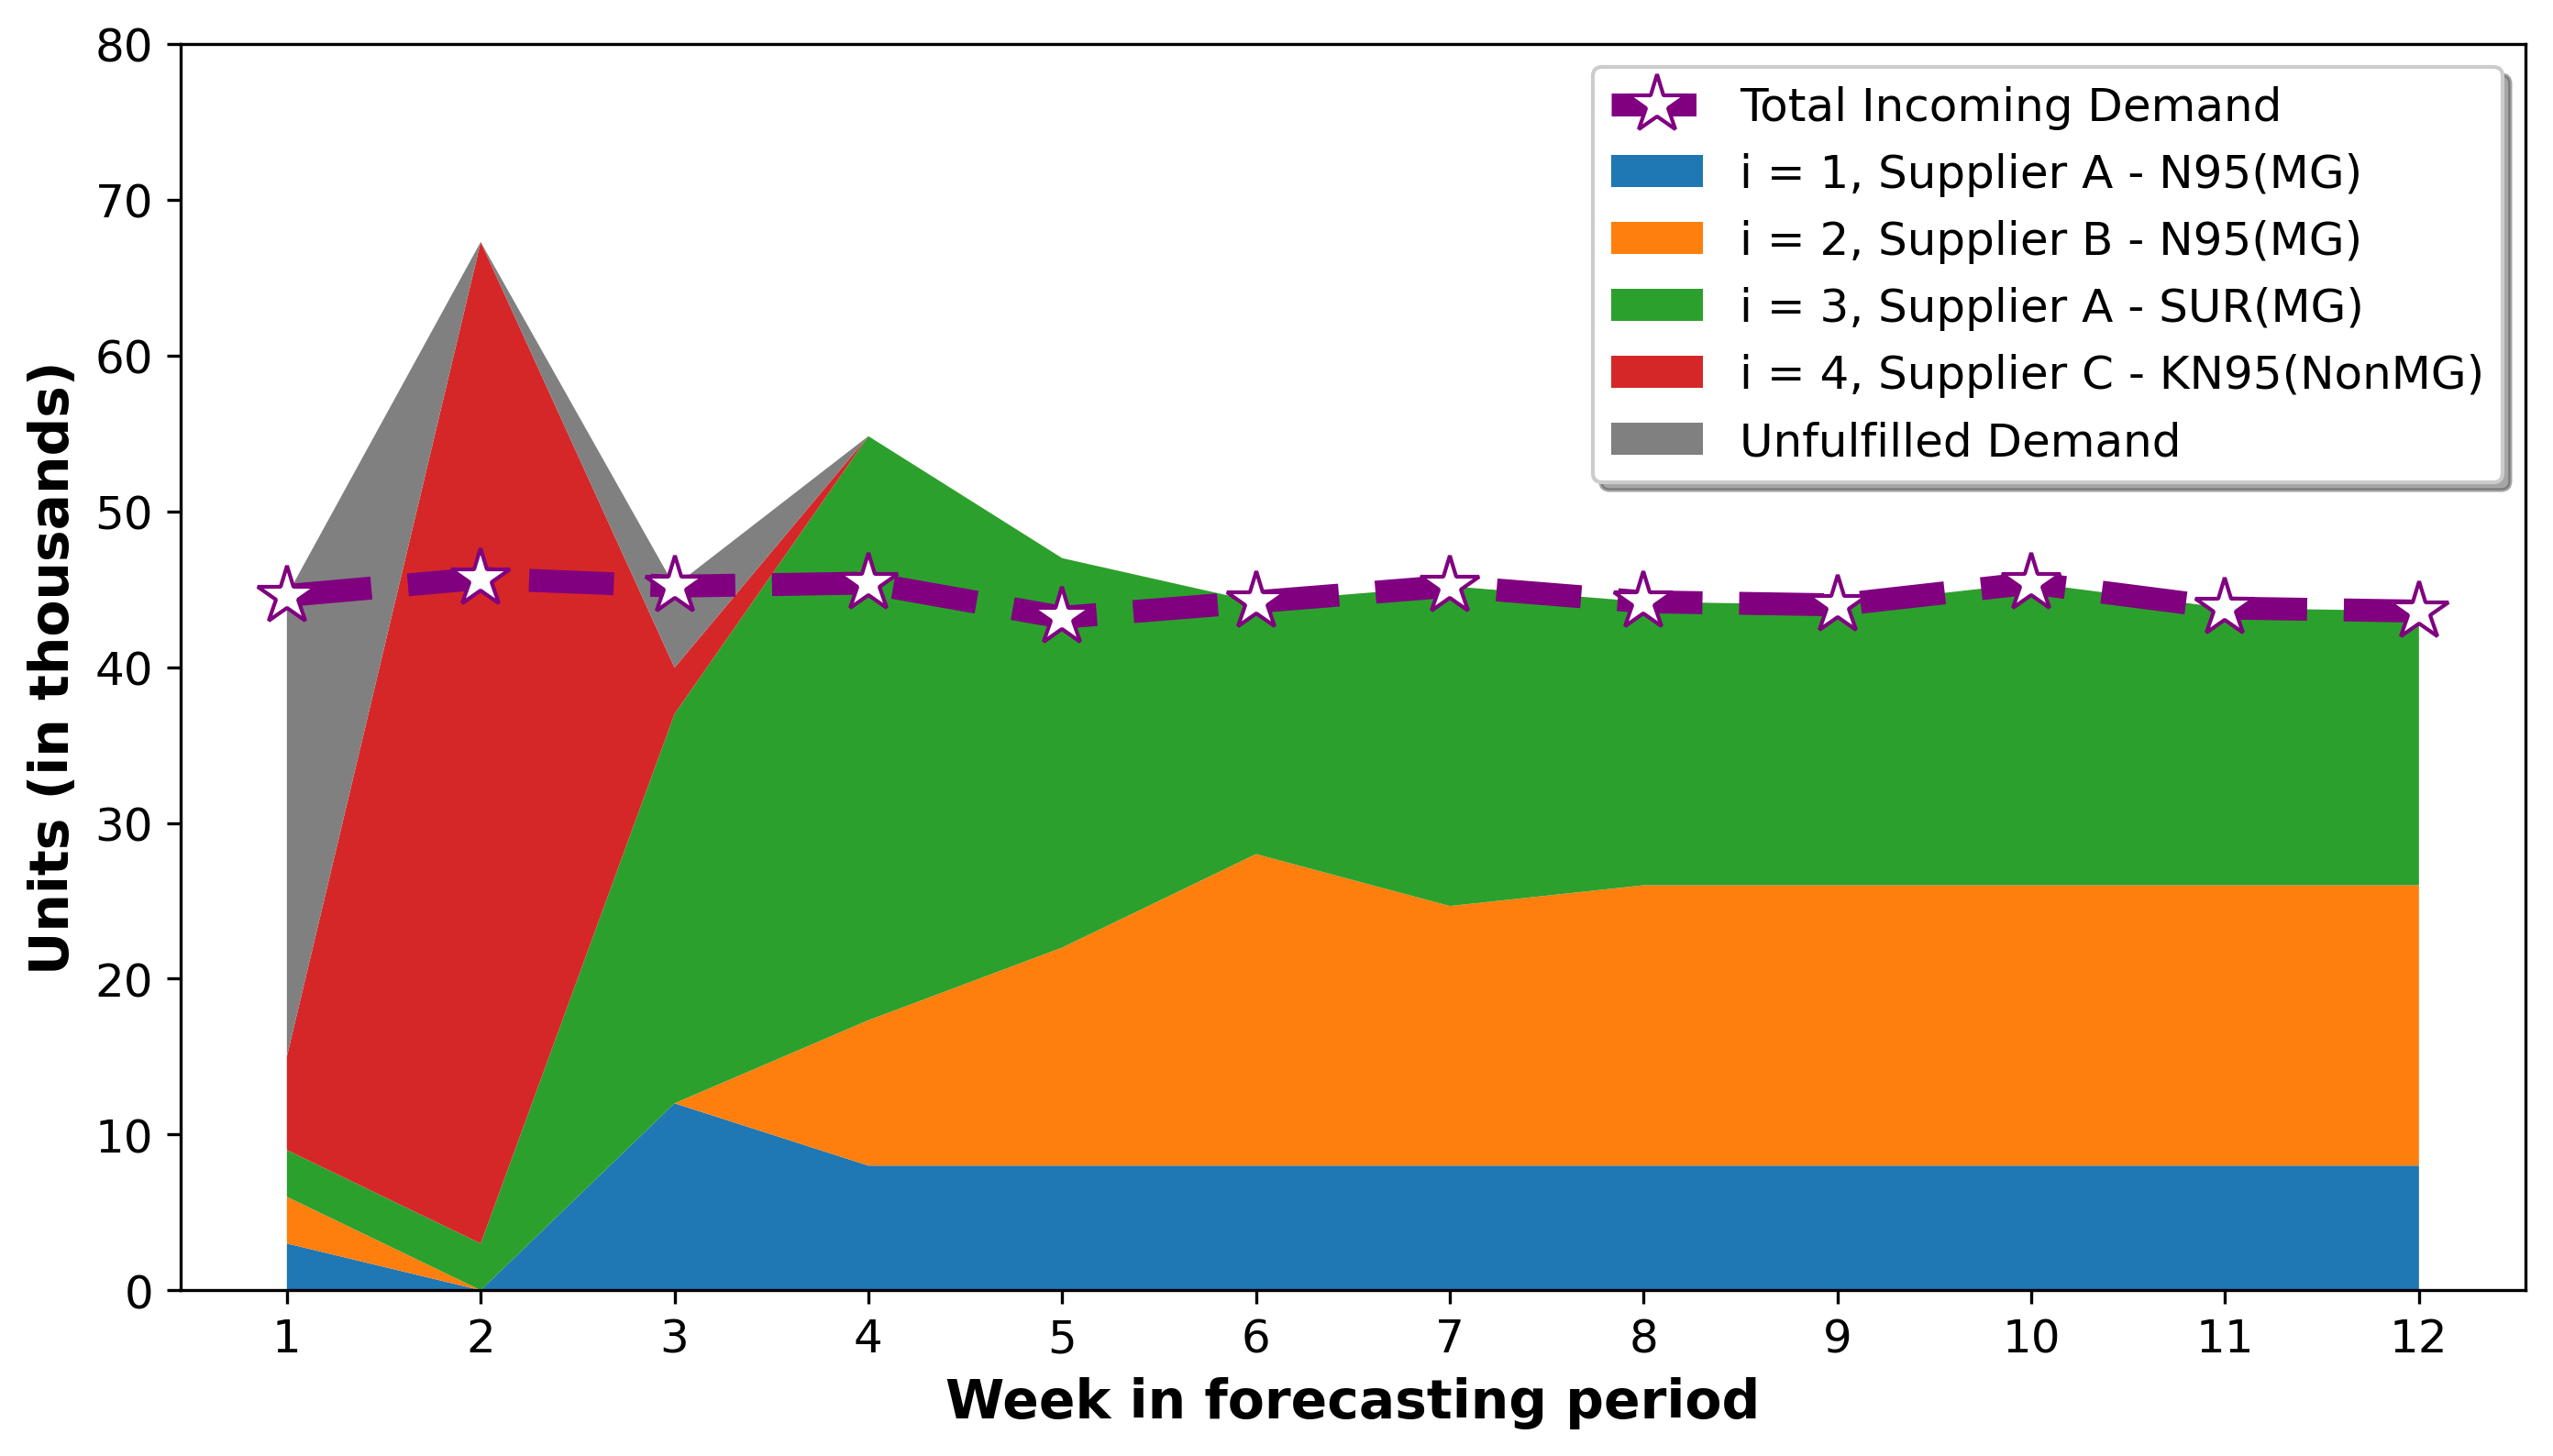 80
70
60
50
40
30
20
10
0
Units (in thousands)
Total Incoming Demand
i = 1, Supplier A - N95(MG)
i = 2, Supplier B - N95(MG)
i = 3, Supplier A - SUR(MG)
i = 4, Supplier C - KN95(NonMG)
Unfulfilled Demand
1 2 3 4 5 6 7 8 9 10 11 12
Week in forecasting period